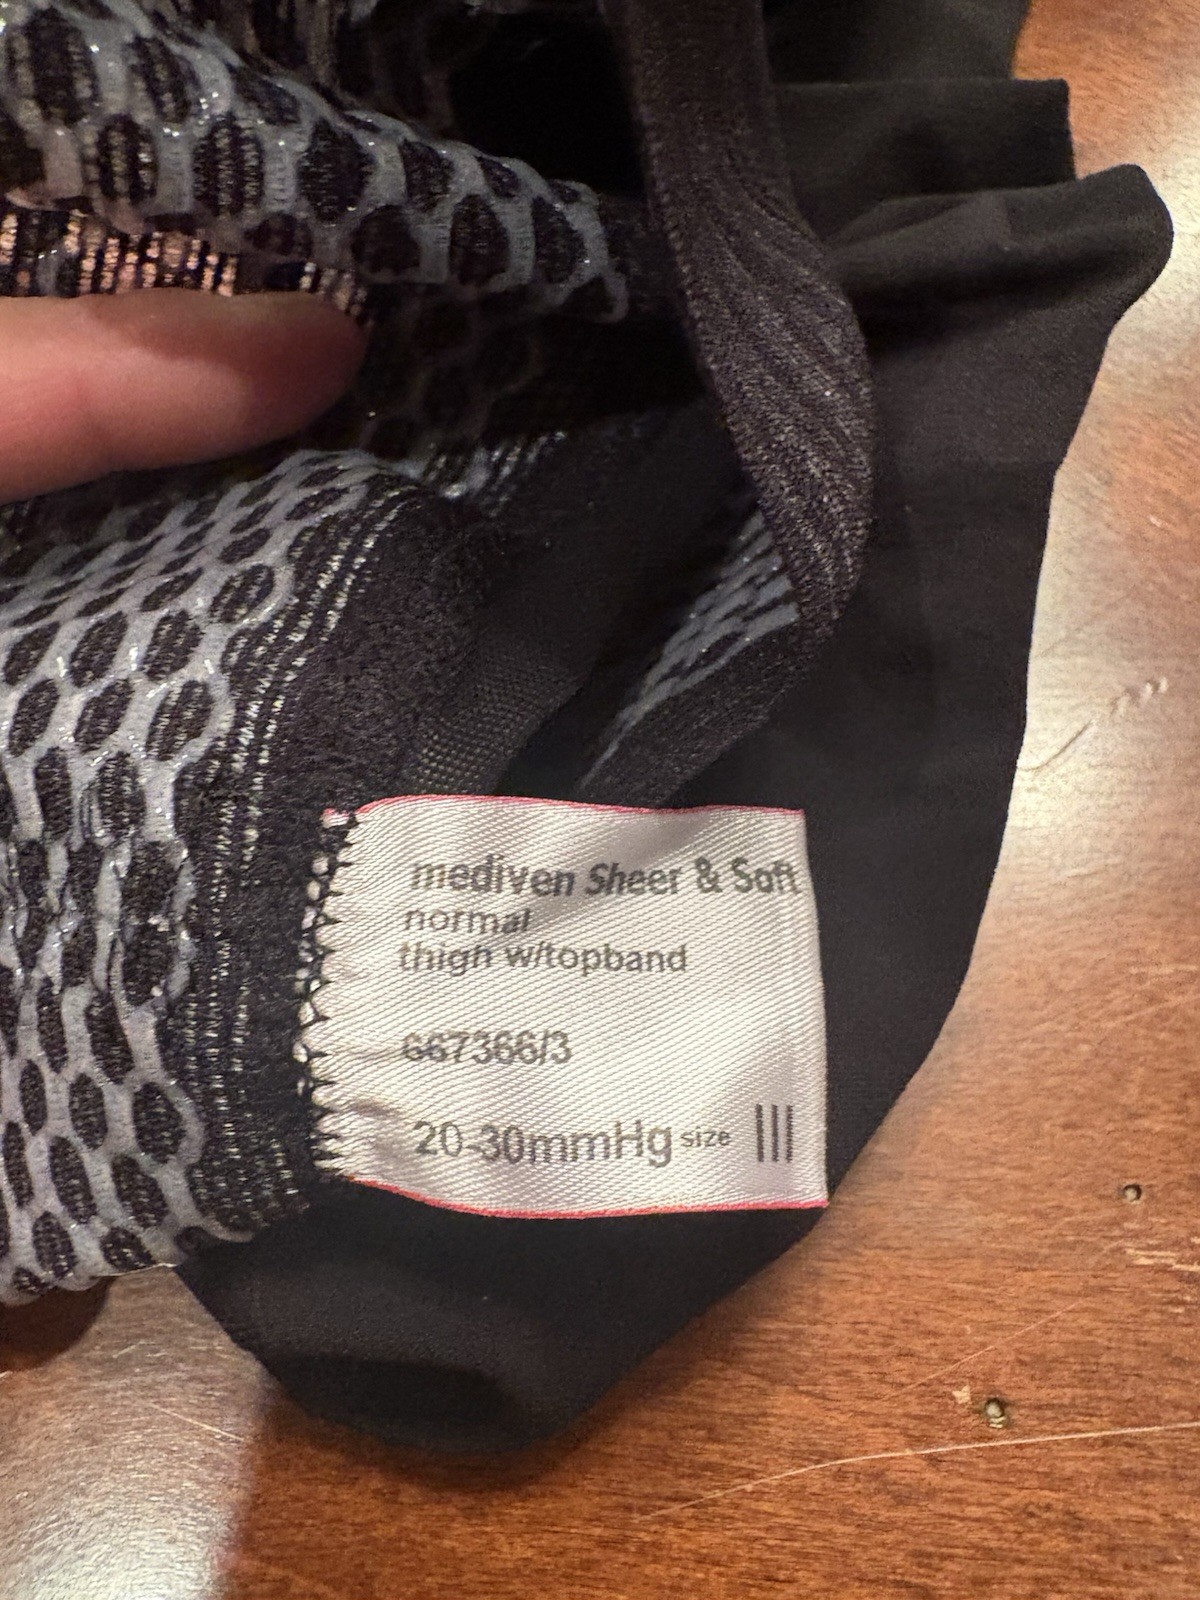 mediven Sheer & Soft
normal
thigh w/topband
667366/3
20-30mmHg size III